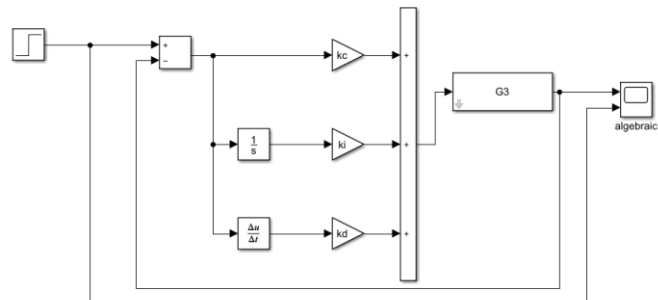 +
−
kc
+
G3
algebraic
1
s
ki
+
Δu
Δt
kd
+